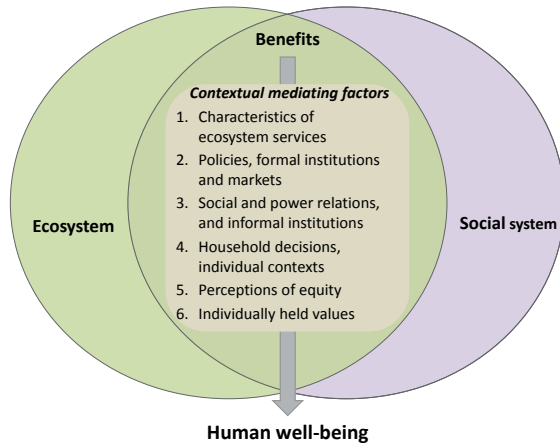 Benefits
Contextual mediating factors
1. Characteristics of
ecosystem services
2. Policies, formal institutions
and markets
3. Social and power relations,
and informal institutions
Ecosystem
Social system
4. Household decisions,
individual contexts
5. Perceptions of equity
6. Individually held values
Human well-being